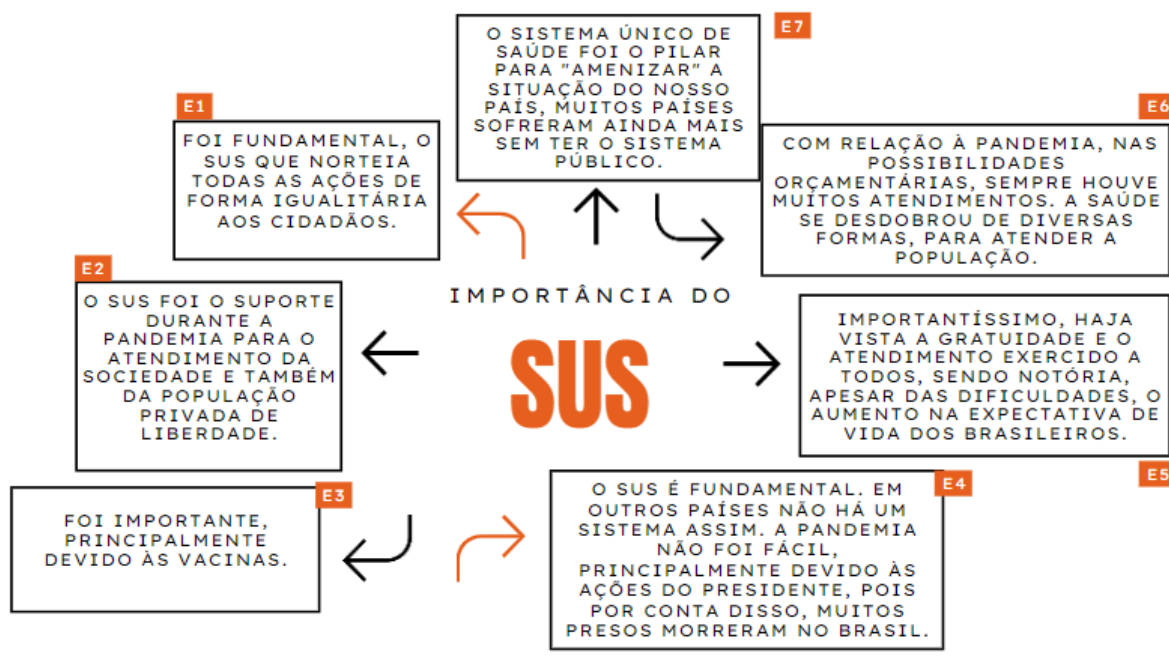 E7
O SISTEMA ÚNICO DE
SAÚDE FOI O PILAR
PARA "AMENIZAR" A
SITUAÇÃO DO NOSSO
PAÍS, MUITOS PAÍSES
SOFRERAM AINDA MAIS
SEM TER O SISTEMA
PÚBLICO.
E1
FOI FUNDAMENTAL, O
SUS QUE NORTEIA
TODAS AS AÇÕES DE
FORMA IGUALITÁRIA
AOS CIDADÃOS.
E6
COM RELAÇÃO À PANDEMIA, NAS
POSSIBILIDADES
ORÇAMENTÁRIAS, SEMPRE HOUVE
MUITOS ATENDIMENTOS. A SAÚDE
SE DESDOBROU DE DIVERSAS
FORMAS, PARA ATENDER A
POPULAÇÃO.
E2
O SUS FOI O SUPORTE
DURANTE A
PANDEMIA PARA O
ATENDIMENTO DA
SOCIEDADE E TAMBÉM
DA POPULAÇÃO
PRIVADA DE
LIBERDADE.
IMPORTÂNCIA DO
SUS
IMPORTANTÍSSIMO, HAJA
VISTA A GRATUIDADE E O
ATENDIMENTO EXERCIDO A
TODOS, SENDO NOTÓRIA,
APESAR DAS DIFICULDADES, O
AUMENTO NA EXPECTATIVA DE
VIDA DOS BRASILEIROS.
E5
E3
FOI IMPORTANTE,
PRINCIPALMENTE
DEVIDO ÀS VACINAS.
E4
O SUS É FUNDAMENTAL. EM
OUTROS PAÍSES NÃO HÁ UM
SISTEMA ASSIM. A PANDEMIA
NÃO FOI FÁCIL,
PRINCIPALMENTE DEVIDO ÀS
AÇÕES DO PRESIDENTE, POIS
POR CONTA DISSO, MUITOS
PRESOS MORRERAM NO BRASIL.